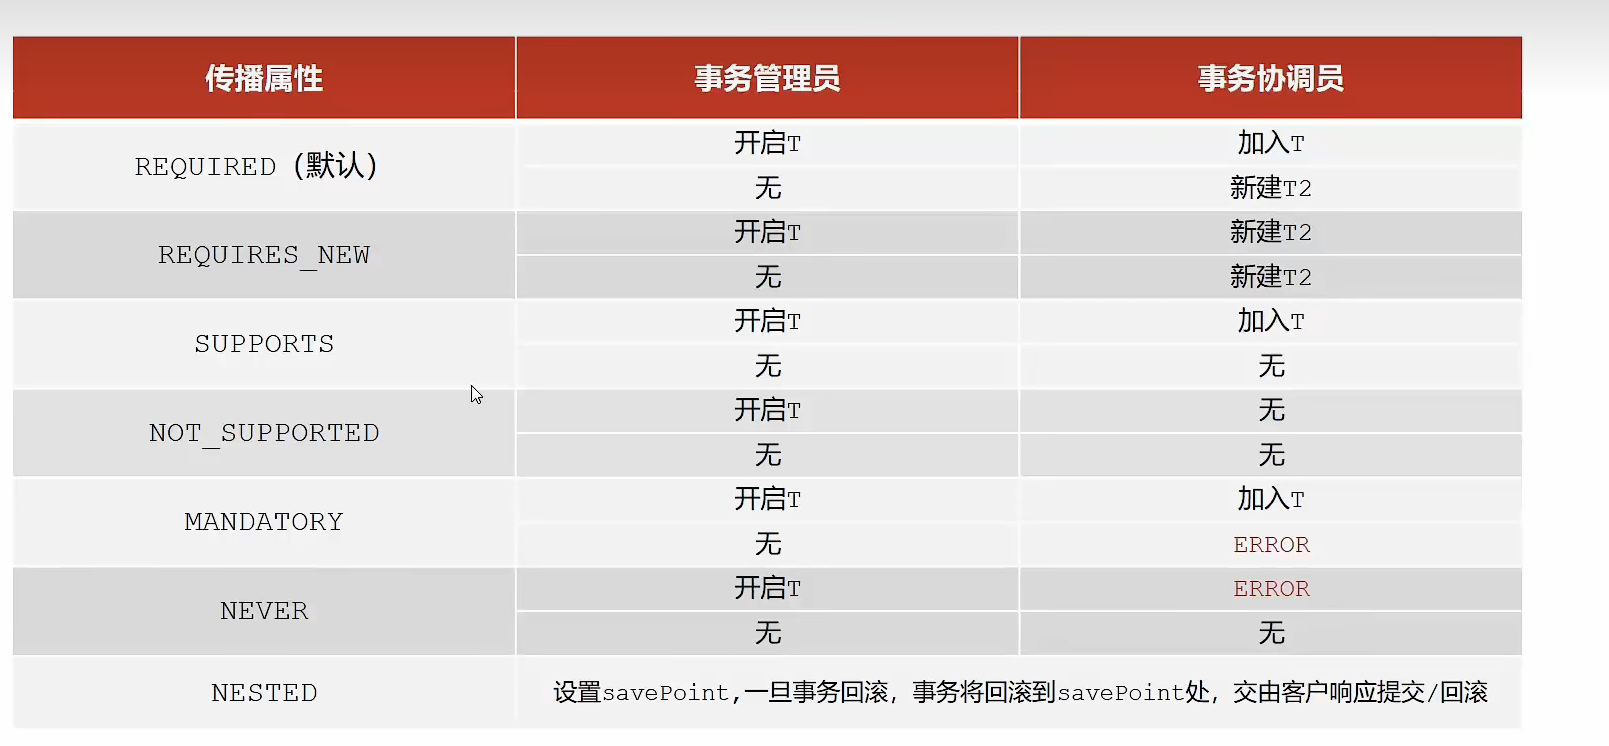 传播属性 事务管理员 事务协调员
REQUIRED（默认） 开启T 加入T
无 新建T2
REQUIRES_NEW 开启T 新建T2
无 新建T2
SUPPORTS 开启T 加入T
无 无
NOT_SUPPORTED 开启T 无
无 无
MANDATORY 开启T 加入T
无 ERROR
NEVER 开启T ERROR
无 无
NESTED 设置savePoint,一旦事务回滚，事务将回滚到savePoint处，交由客户响应提交/回滚